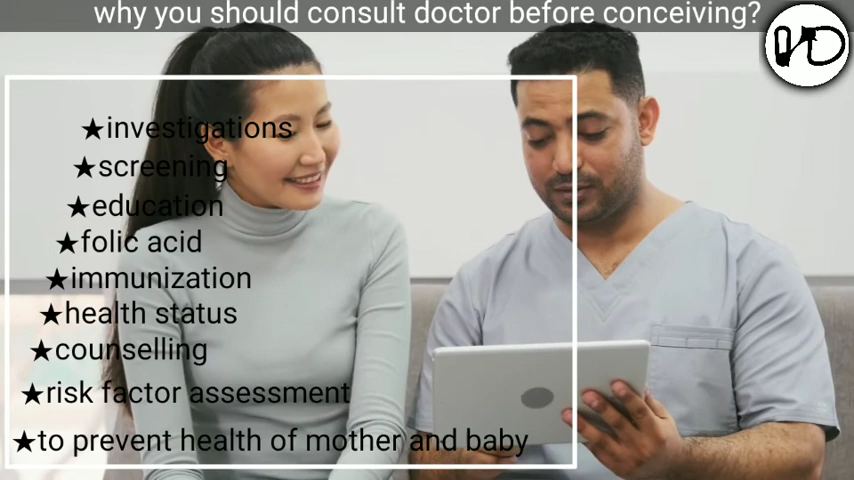 why you should consult doctor before conceiving?
★investigations
★screening
★education
★folic acid
★immunization
★health status
★counselling
★risk factor assessment
★to prevent health of mother and baby